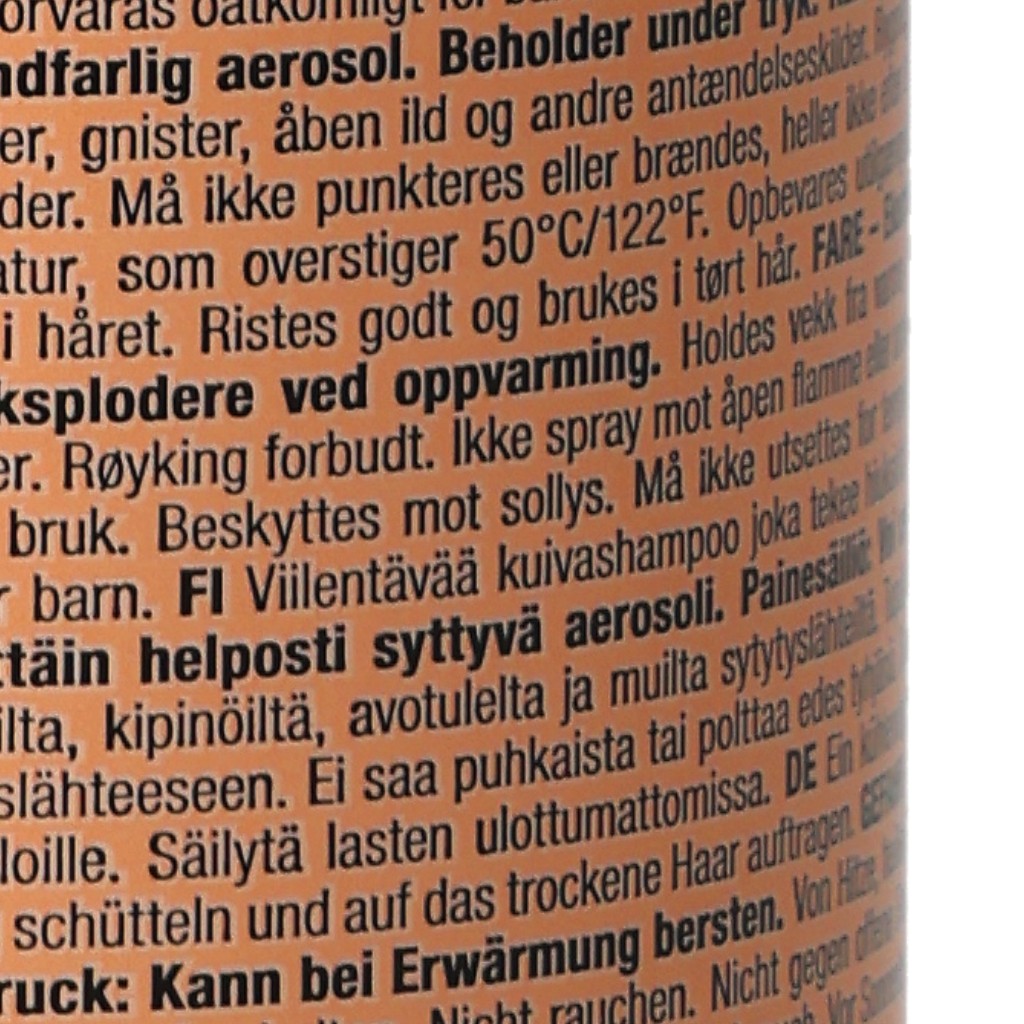 ndfarlig aerosol. Beholder under tryk.
er, gnister, åben ild og andre antændelseskilder.
der. Må ikke punkteres eller brændes, heller ikke
atur, som overstiger 50°C/122°F. Opbevares
i håret. Ristes godt og brukes i tørt hår. FARE –
ksplodere ved oppvarming. Holdes vekk fra
er. Røyking forbudt. Ikke spray mot åpen flamme eller
bruk. Beskyttes mot sollys. Må ikke utsettes for
r barn. FI Viilentävää kuivashampoo joka tekee
ttäin helposti syttyvä aerosoli. Painesäiliö:
ilta, kipinöiltä, avotulelta ja muilta sytytyslähteiltä.
slähteeseen. Ei saa puhkaista tai polttaa edes
loille. Säilytä lasten ulottumattomissa. DE Ein
schütteln und auf das trockene Haar auftragen.
ruck: Kann bei Erwärmung bersten. Von Hitze,
Nicht rauchen. Nicht gegen offene
Vor